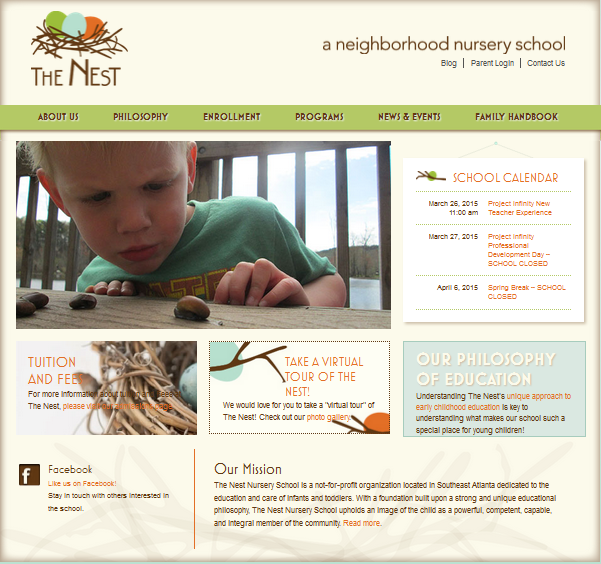 THE NEST
a neighborhood nursery school
Blog | Parent Login | Contact Us
ABOUT US PHILOSOPHY ENROLLMENT PROGRAMS NEWS & EVENTS FAMILY HANDBOOK
SCHOOL CALENDAR
March 26, 2015 Project Infinity New
11:00 am Teacher Experience
March 27, 2015 Project Infinity
Professional
Development Day –
SCHOOL CLOSED
April 6, 2015 Spring Break – SCHOOL
CLOSED
TUITION
AND FEES
For more information about tuition and fees
The Nest, please visit our
TAKE A VIRTUAL
TOUR OF THE
NEST!
We would love for you to take a "virtual tour" of
The Nest! Check out our photo gallery.
OUR PHILOSOPHY
OF EDUCATION
Understanding The Nest's unique approach to
early childhood education is key to
understanding what makes our school such a
special place for young children!
Facebook
Like us on Facebook!
Stay in touch with others interested in
the school.
Our Mission
The Nest Nursery School is a not-for-profit organization located in Southeast Atlanta dedicated to the
education and care of infants and toddlers. With a foundation built upon a strong and unique educational
philosophy, The Nest Nursery School upholds an image of the child as a powerful, competent, capable,
and integral member of the community. Read more.